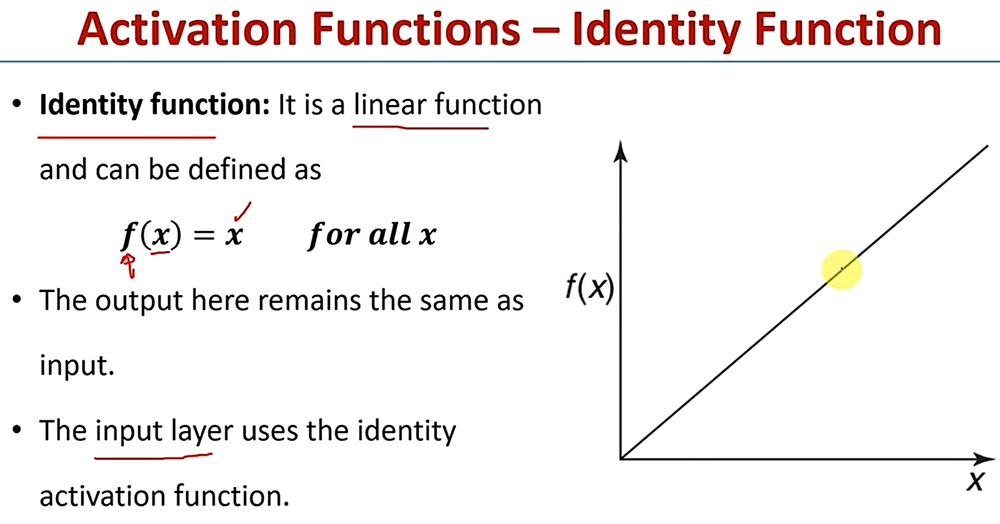 Activation Functions – Identity Function
• Identity function: It is a linear function
and can be defined as
f(x) = x for all x
• The output here remains the same as
input.
• The input layer uses the identity
activation function.
f(x)
x